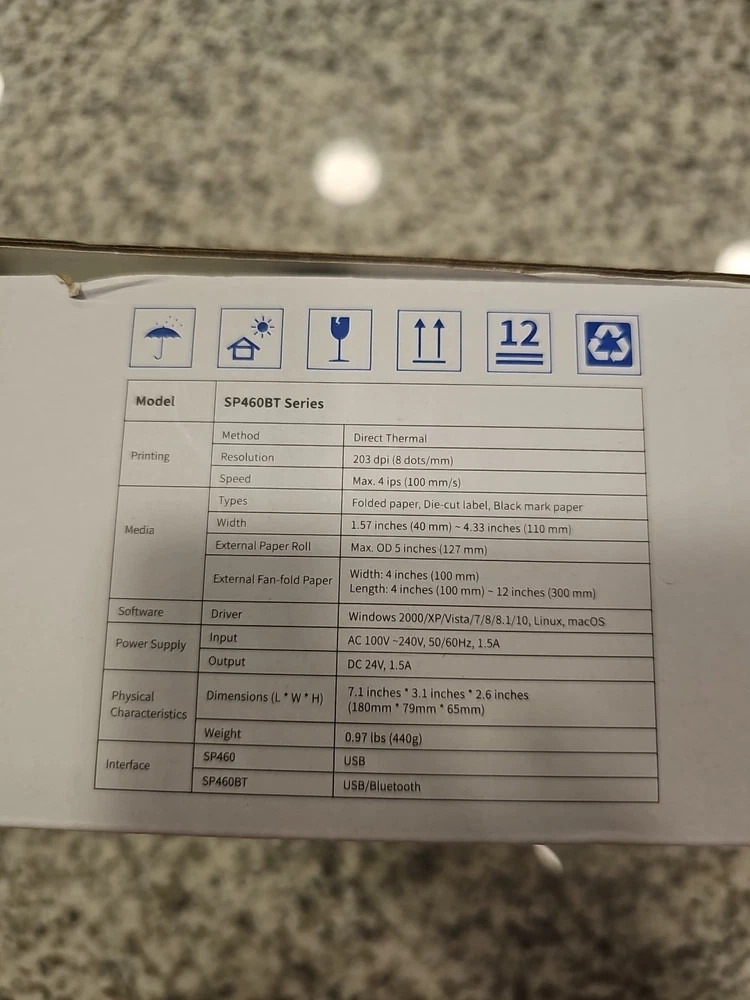 12
Model SP460BT Series
Printing
Method Direct Thermal
Resolution 203 dpi (8 dots/mm)
Speed Max. 4 ips (100 mm/s)
Media
Types Folded paper, Die-cut label, Black mark paper
Width 1.57 inches (40 mm) ~ 4.33 inches (110 mm)
External Paper Roll Max. OD 5 inches (127 mm)
External Fan-fold Paper Width: 4 inches (100 mm)
Length: 4 inches (100 mm) ~ 12 inches (300 mm)
Software Driver Windows 2000/XP/Vista/7/8/8.1/10, Linux, macOS
Power Supply Input AC 100V ~240V, 50/60Hz, 1.5A
Output DC 24V, 1.5A
Physical
Characteristics
Dimensions (L * W * H) 7.1 inches * 3.1 inches * 2.6 inches
(180mm * 79mm * 65mm)
Weight 0.97 lbs (440g)
Interface
SP460 USB
SP460BT USB/Bluetooth